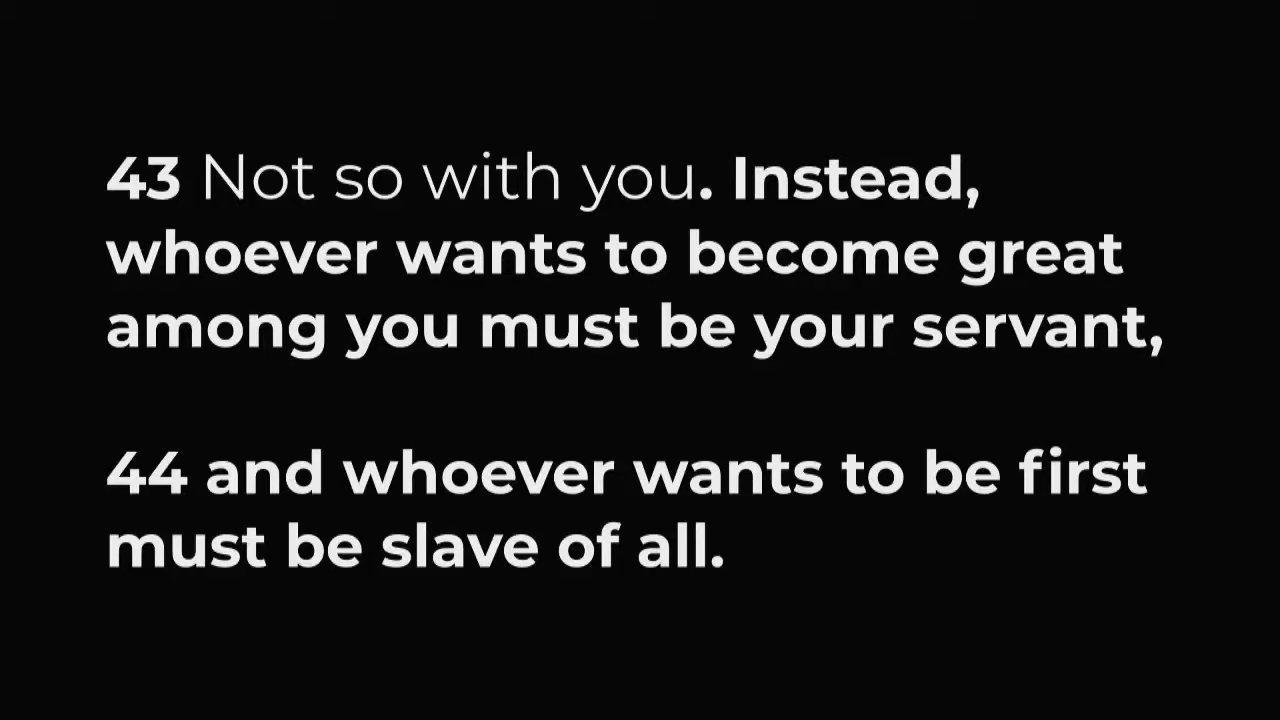 43 Not so with you. Instead,
whoever wants to become great
among you must be your servant,
44 and whoever wants to be first
must be slave of all.